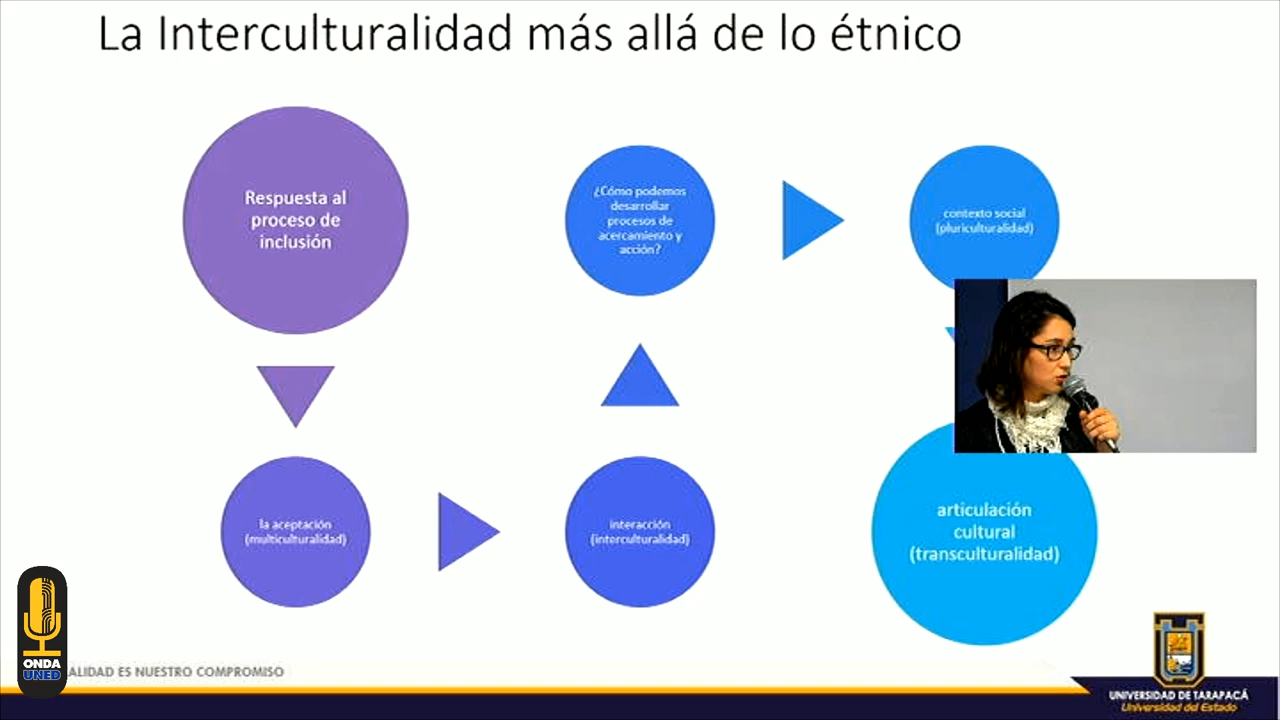 La Interculturalidad más allá de lo étnico
Respuesta al
proceso de
inclusión
la aceptación
(multiculturalidad)
interacción
(interculturalidad)
¿Cómo podemos
desarrollar
procesos de
acercamiento y
acción?
contexto social
(pluriculturalidad)
articulación
cultural
(transculturalidad)
ONDA
UNED
ALIDAD ES NUESTRO COMPROMISO
UNIVERSIDAD DE TARAPACÁ
Universidad del Estado